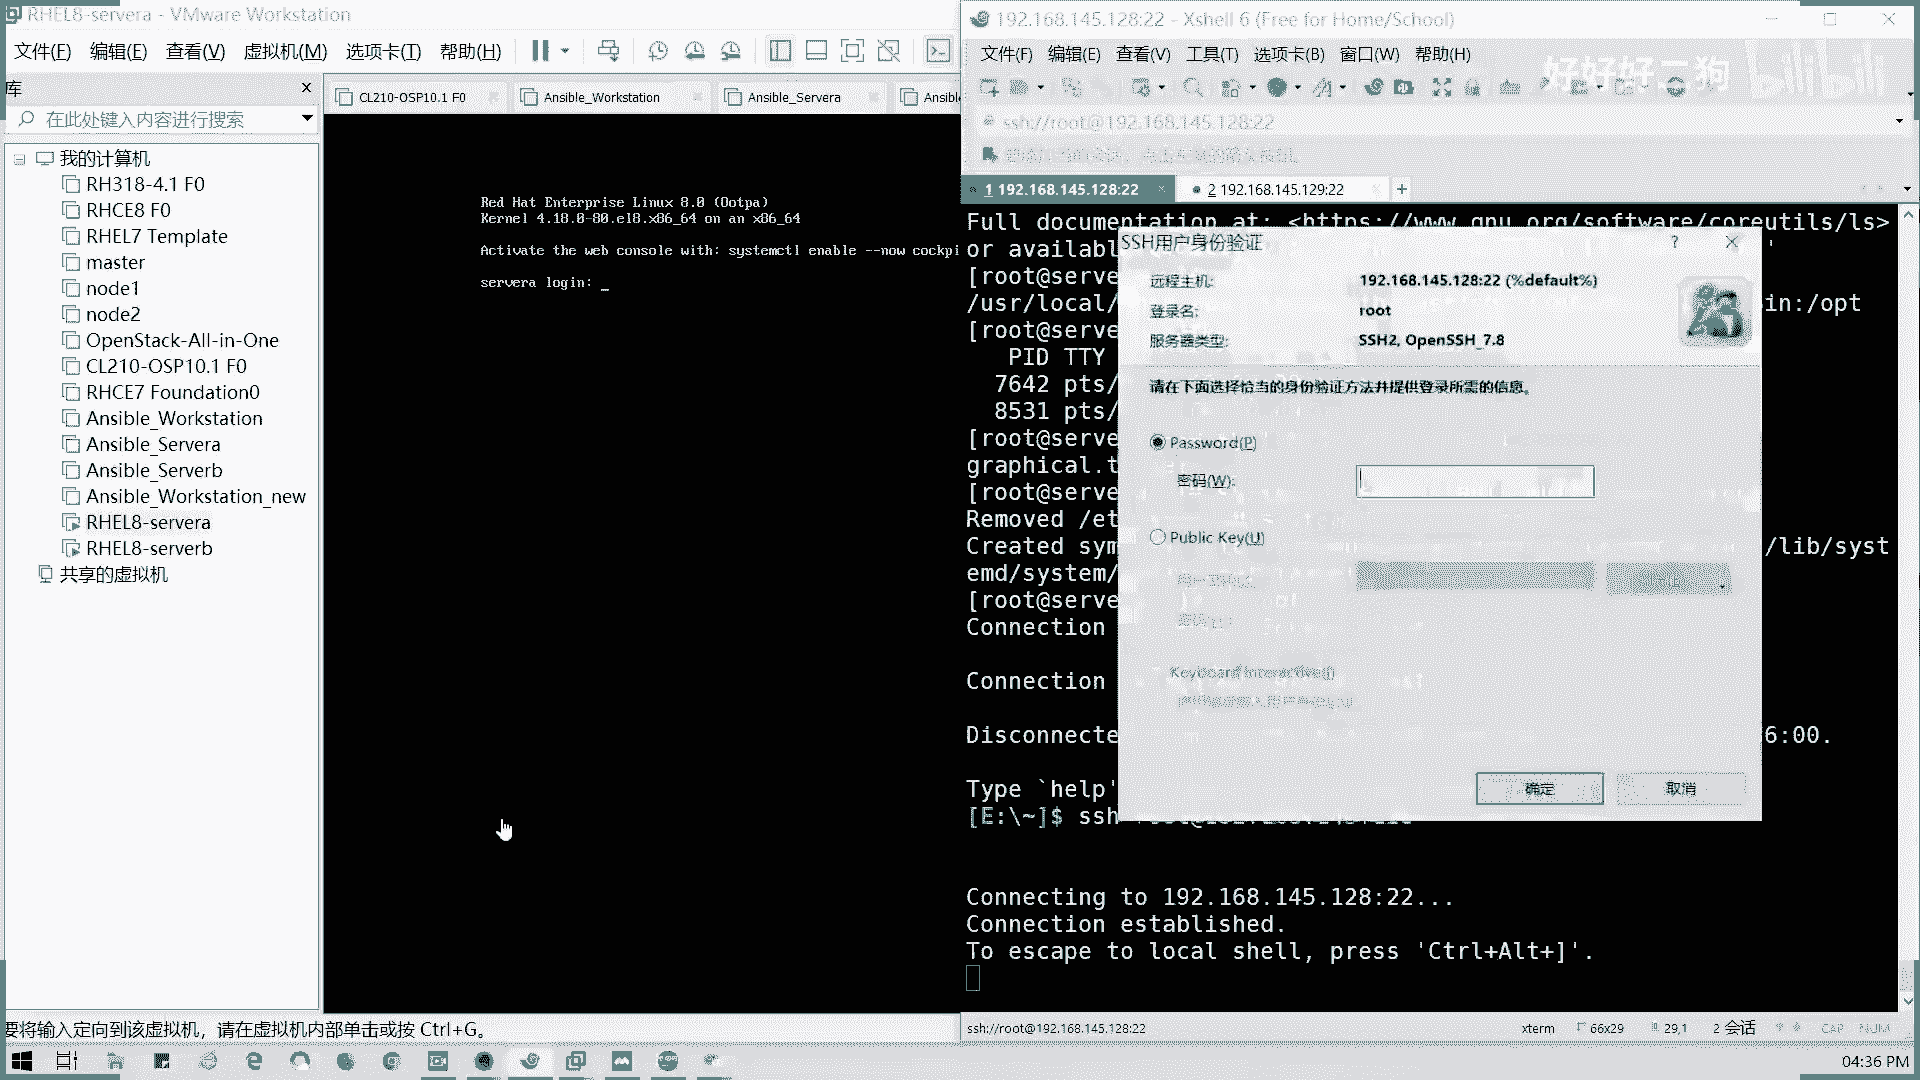 RHEL8-servera - VMware Workstation
文件(F) 编辑(E) 查看(V) 虚拟机(M) 选项卡(T) 帮助(H)
库
在此处键入内容进行搜索
我的计算机
RH318-4.1 F0
RHCE8 F0
RHEL7 Template
master
node1
node2
OpenStack-All-in-One
CL210-OSP10.1 F0
RHCE7 Foundation0
Ansible_Workstation
Ansible_Servera
Ansible_Serverb
Ansible_Workstation_new
RHEL8-servera
RHEL8-serverb
共享的虚拟机
CL210-OSP10.1 F0 Ansible_Workstation Ansible_Servera Ansibl
Red Hat Enterprise Linux 8.0 (Ootpa)
Kernel 4.18.0-80.el8.x86_64 on an x86_64
Activate the web console with: systemctl enable --now cockpi
servera login: _
要将输入定向到该虚拟机，请在虚拟机内部单击或按 Ctrl+G。
192.168.145.128:22 - Xshell 6 (Free for Home/School)
文件(F) 编辑(E) 查看(V) 工具(T) 选项卡(B) 窗口(W) 帮助(H)
好好好二狗 bilibili
ssh://root@192.168.145.128:22
1 192.168.145.128:22 2 192.168.145.129:22 +
Full documentation at: <https://www.gnu.org/software/coreutils/ls>
or availabl
[root@serve
/usr/local/ in:/opt
[root@serve
PID TTY
7642 pts/
8531 pts/
[root@serve
graphical.t
[root@serve
Removed /et
Created sym /lib/syst
emd/system/
[root@serve
Connection
Connection
Disconnecte 6:00.
Type `help'
[E:\~]$ ssh
Connecting to 192.168.145.128:22...
Connection established.
To escape to local shell, press 'Ctrl+Alt+]'.
SSH用户身份验证 ?
远程主机: 192.168.145.128:22 (%default%)
登录名: root
服务器类型: SSH2, OpenSSH_7.8
请在下面选择恰当的身份验证方法并提供登录所需的信息。
Password(P)
密码(W):
Public Key(U)
Keyboard Interactive(I)
确定 取消
ssh://root@192.168.145.128:22 xterm 66x29 29,1 2 会话 CAP NUM
04:36 PM